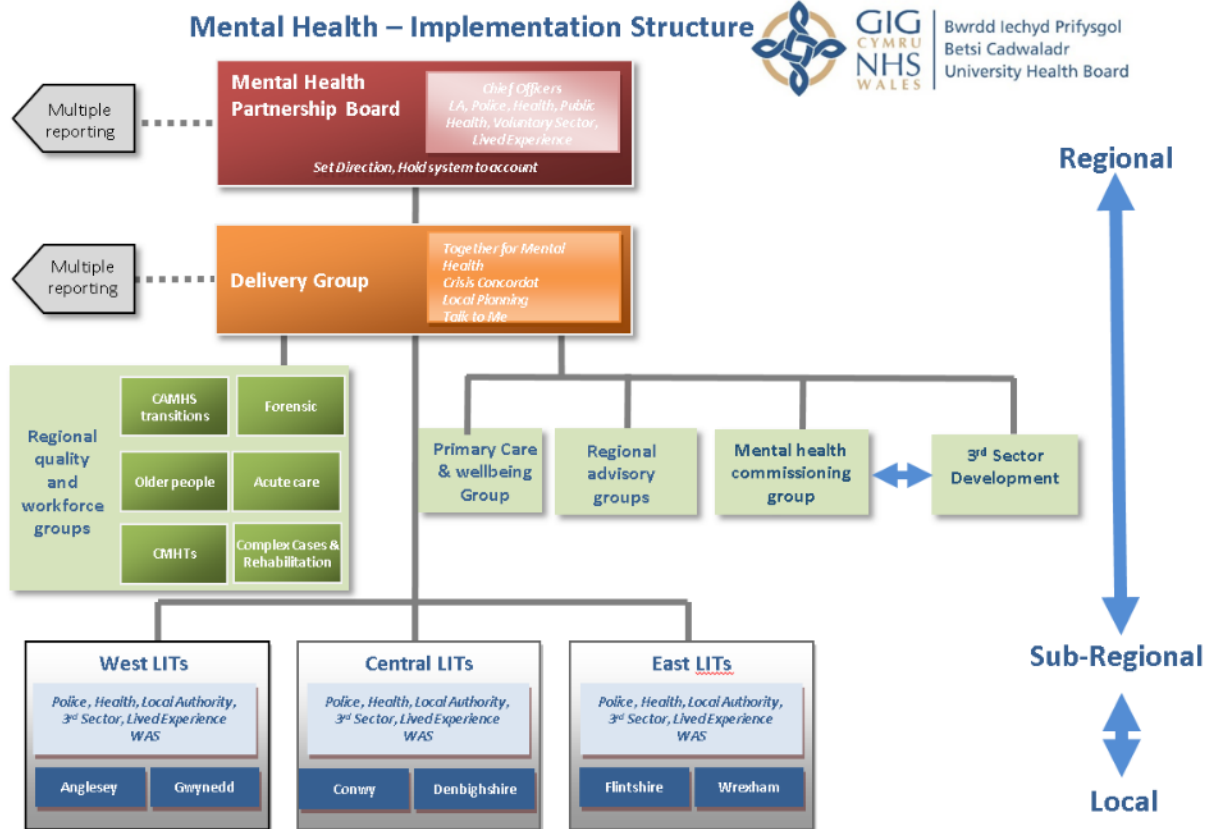 Mental Health – Implementation Structure
GIG
CYMRU
NHS
WALES
Bwrdd Iechyd Prifysgol
Betsi Cadwaladr
University Health Board
Multiple
reporting
Mental Health
Partnership Board
Chief Officers
LA, Police, Health, Public
Health, Voluntary Sector,
Lived Experience
Set Direction, Hold system to account
Regional
Multiple
reporting
Delivery Group
Together for Mental
Health
Crisis Concordat
Local Planning
Talk to Me
Regional
quality
and
workforce
groups
CAMHS
transitions
Forensic
Older people
Acute care
CMHTs
Complex Cases &
Rehabilitation
Primary Care
& wellbeing
Group
Regional
advisory
groups
Mental health
commissioning
group
3rd Sector
Development
Sub-Regional
West LITs
Police, Health, Local Authority,
3rd Sector, Lived Experience
WAS
Anglesey
Gwynedd
Central LITs
Police, Health, Local Authority,
3rd Sector, Lived Experience
WAS
Conwy
Denbighshire
East LITs
Police, Health, Local Authority,
3rd Sector, Lived Experience
WAS
Flintshire
Wrexham
Local